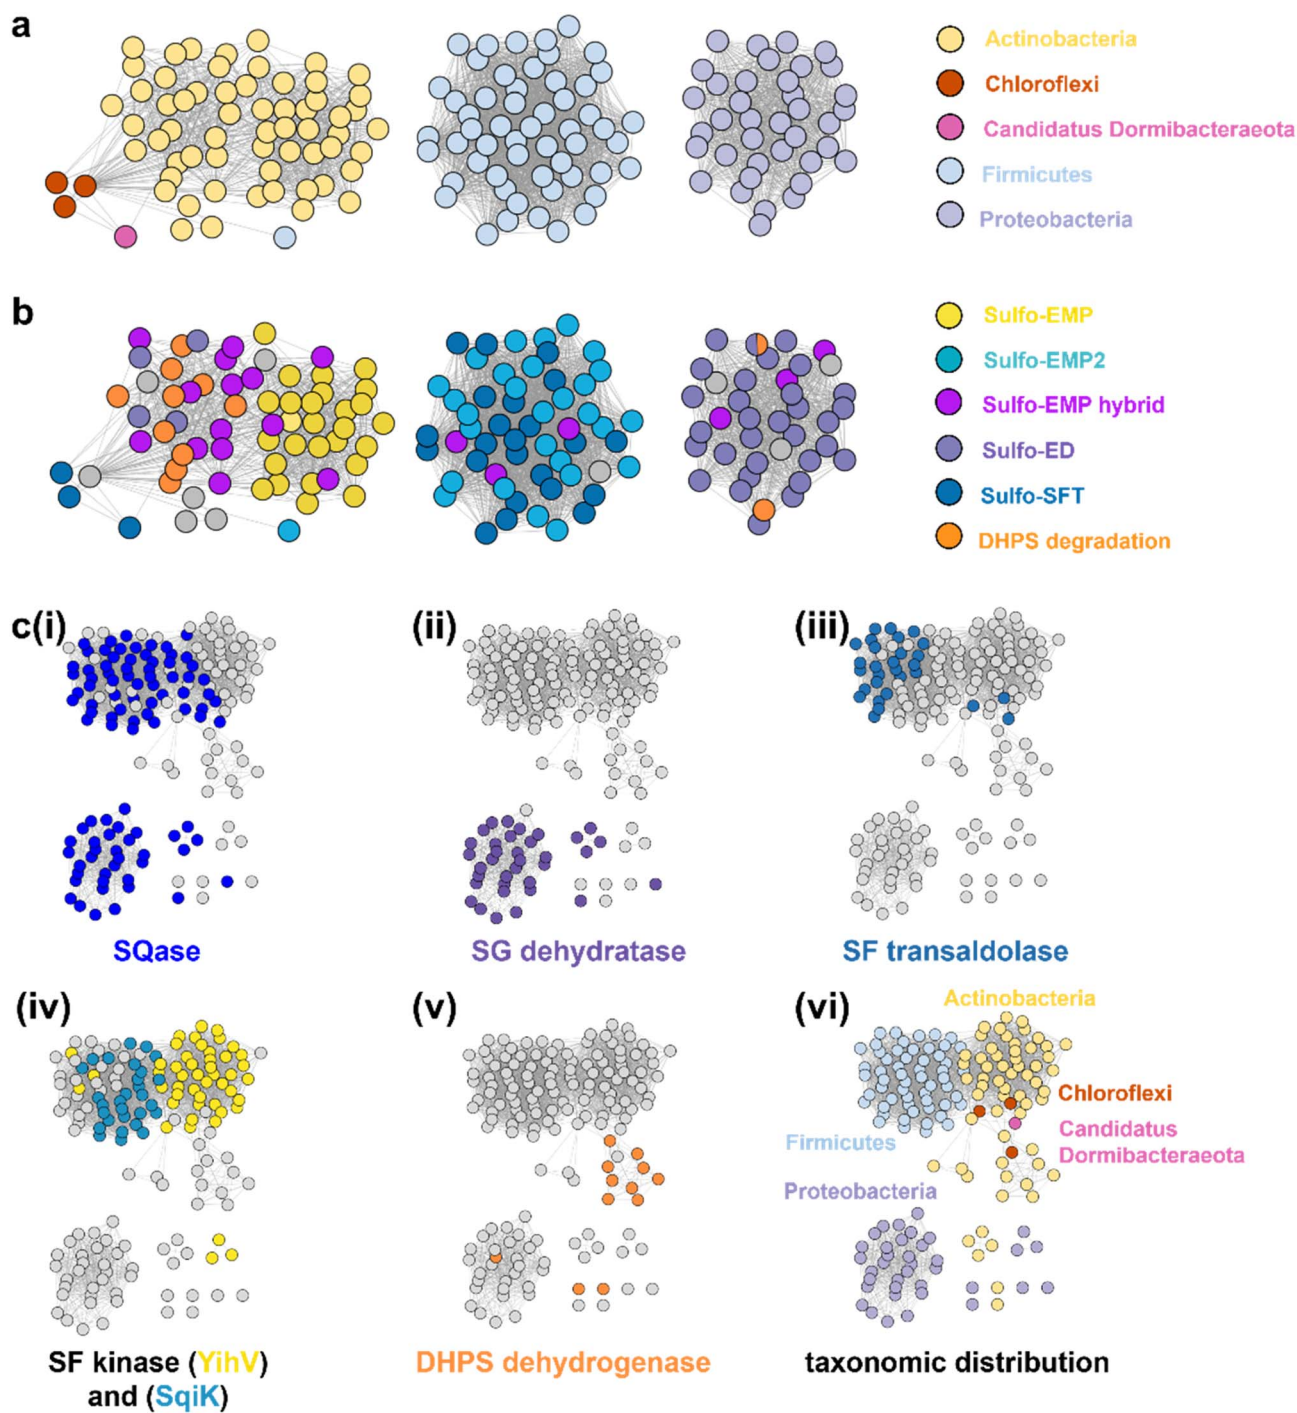 a
Actinobacteria
Chloroflexi
Candidatus Dormibacteraeota
Firmicutes
Proteobacteria
b
Sulfo-EMP
Sulfo-EMP2
Sulfo-EMP hybrid
Sulfo-ED
Sulfo-SFT
DHPS degradation
c(i)
(ii)
(iii)
SQase
SG dehydratase
SF transaldolase
(iv)
(v)
(vi)
Actinobacteria
Chloroflexi
Candidatus
Dormibacteraeota
Firmicutes
Proteobacteria
SF kinase (YihV)
and (SqiK)
DHPS dehydrogenase
taxonomic distribution